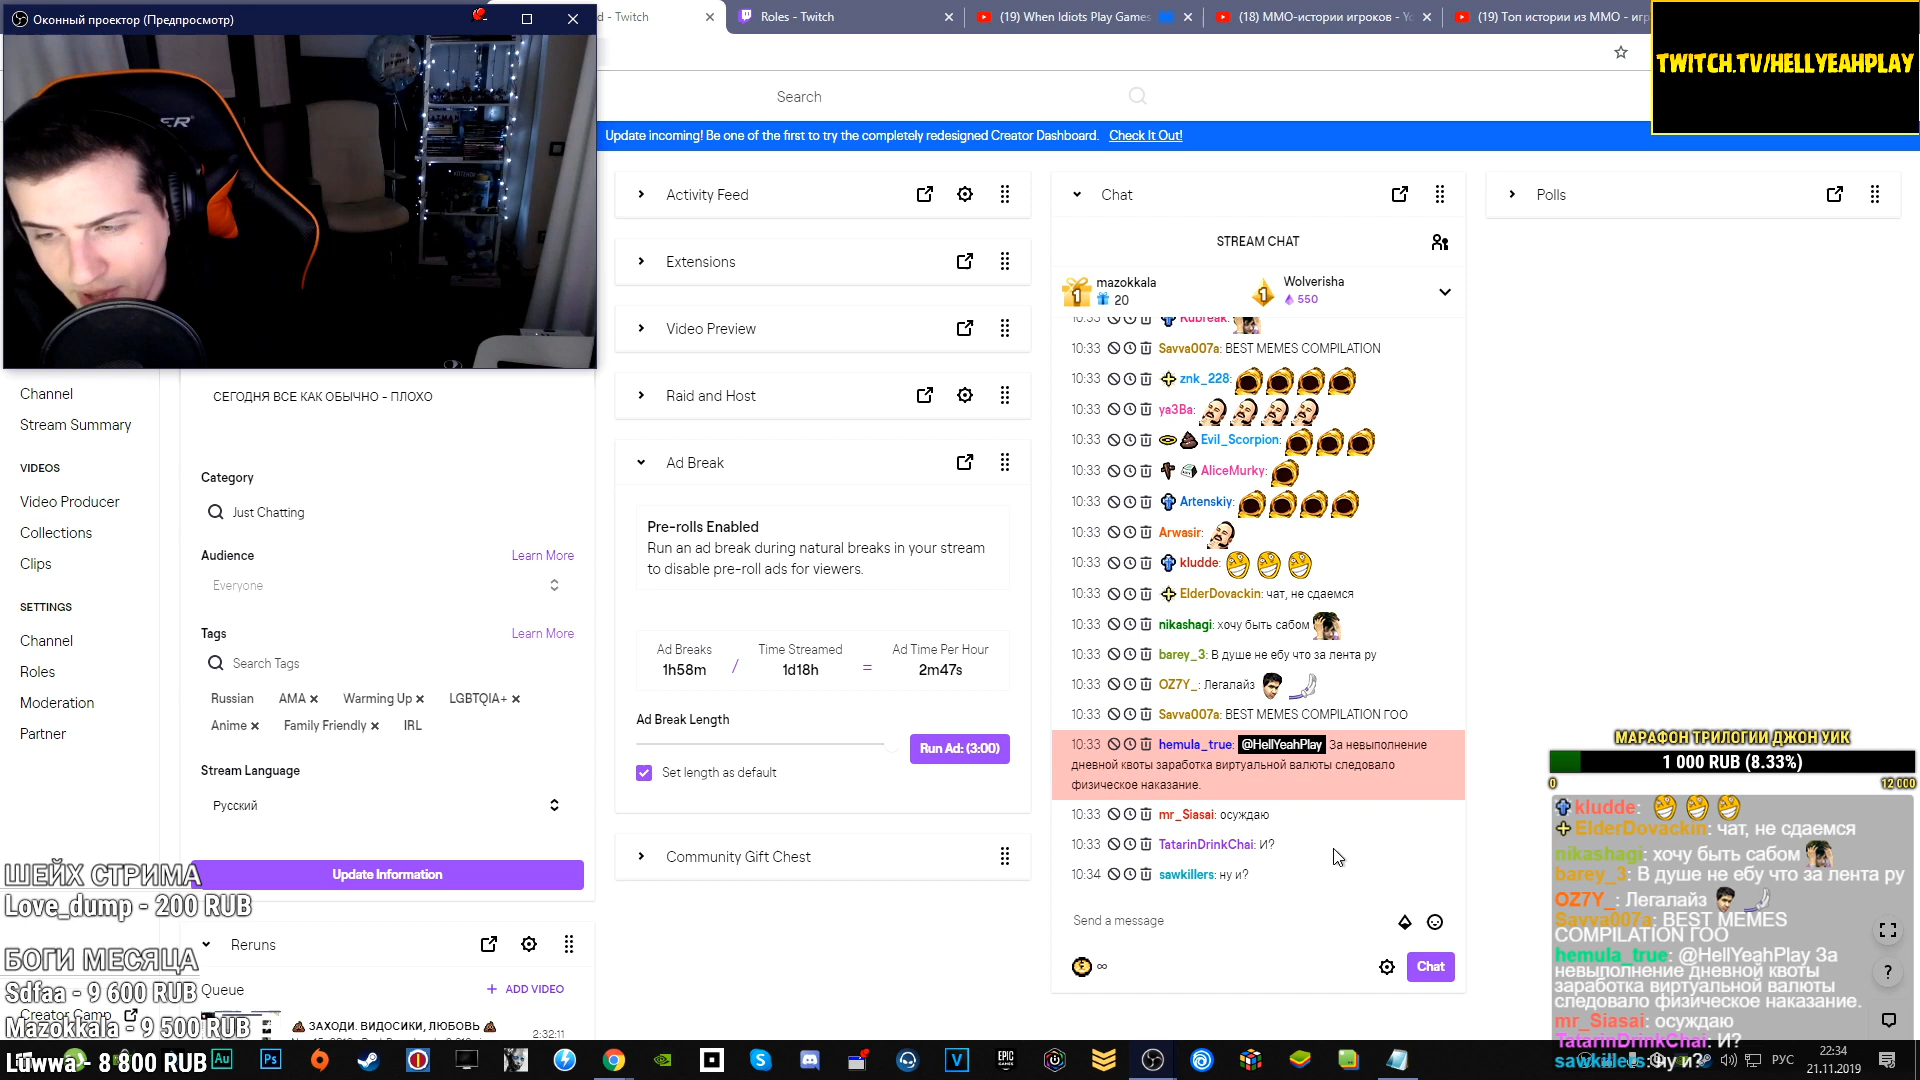 Оконный проектор (Предпросмотр)
d - Twitch
Roles - Twitch
(19) When Idiots Play Games
(18) ММО-истории игроков - Yo
(19) Топ истории из ММО - игр
TWITCH.TV/HELLYEAHPLAY
Search
Update incoming! Be one of the first to try the completely redesigned Creator Dashboard. Check It Out!
Activity Feed
Extensions
Video Preview
Raid and Host
Ad Break
Pre-rolls Enabled
Run an ad break during natural breaks in your stream
to disable pre-roll ads for viewers.
Ad Breaks
1h58m
/
Time Streamed
1d18h
=
Ad Time Per Hour
2m47s
Ad Break Length
Run Ad: (3:00)
Set length as default
Community Gift Chest
Channel
Stream Summary
VIDEOS
Video Producer
Collections
Clips
SETTINGS
Channel
Roles
Moderation
Partner
Creator Camp
СЕГОДНЯ ВСЕ КАК ОБЫЧНО - ПЛОХО
Category
Just Chatting
Audience
Learn More
Everyone
Tags
Learn More
Search Tags
Russian AMA Warming Up LGBTQIA+
Anime Family Friendly IRL
Stream Language
Русский
Update Information
Reruns
Queue
+ ADD VIDEO
ЗАХОДИ. ВИДОСИКИ, ЛЮБОВЬ
2:32:11
ШЕЙХ СТРИМА
Love_dump - 200 RUB
БОГИ МЕСЯЦА
Sdfaa - 9 600 RUB
Mazokkala - 9 500 RUB
Luwwa - 8 800 RUB
Chat
STREAM CHAT
1 mazokkala
20
1 Wolverisha
550
10:33 Rubreak:
10:33 Savva007a: BEST MEMES COMPILATION
10:33 znk_228:
10:33 ya3Ba:
10:33 Evil_Scorpion:
10:33 AliceMurky:
10:33 Artenskiy:
10:33 Arwasir:
10:33 kludde:
10:33 ElderDovackin: чат, не сдаемся
10:33 nikashagi: хочу быть сабом
10:33 barey_3: В душе не ебу что за лента ру
10:33 OZ7Y_: Легалайз
10:33 Savva007a: BEST MEMES COMPILATION ГОО
10:33 hemula_true: @HellYeahPlay За невыполнение
дневной квоты заработка виртуальной валюты следовало
физическое наказание.
10:33 mr_Siasai: осуждаю
10:33 TatarinDrinkChai: И?
10:34 sawkillers: ну и?
Send a message
∞
Chat
Polls
МАРАФОН ТРИЛОГИИ ДЖОН УИК
1 000 RUB (8.33%)
0
12 000
kludde:
ElderDovackin: чат, не сдаемся
nikashagi: хочу быть сабом
barey_3: В душе не ебу что за лента ру
OZ7Y_: Легалайз
Savva007a: BEST MEMES
COMPILATION ГОО
hemula_true: @HellYeahPlay За
невыполнение дневной квоты
заработка виртуальной валюты
следовало физическое наказание.
mr_Siasai: осуждаю
TatarinDrinkChai: И?
sawkillers: ну и?
?
Au
Ps
V
EPIC GAMES
РУС
22:34
21.11.2019